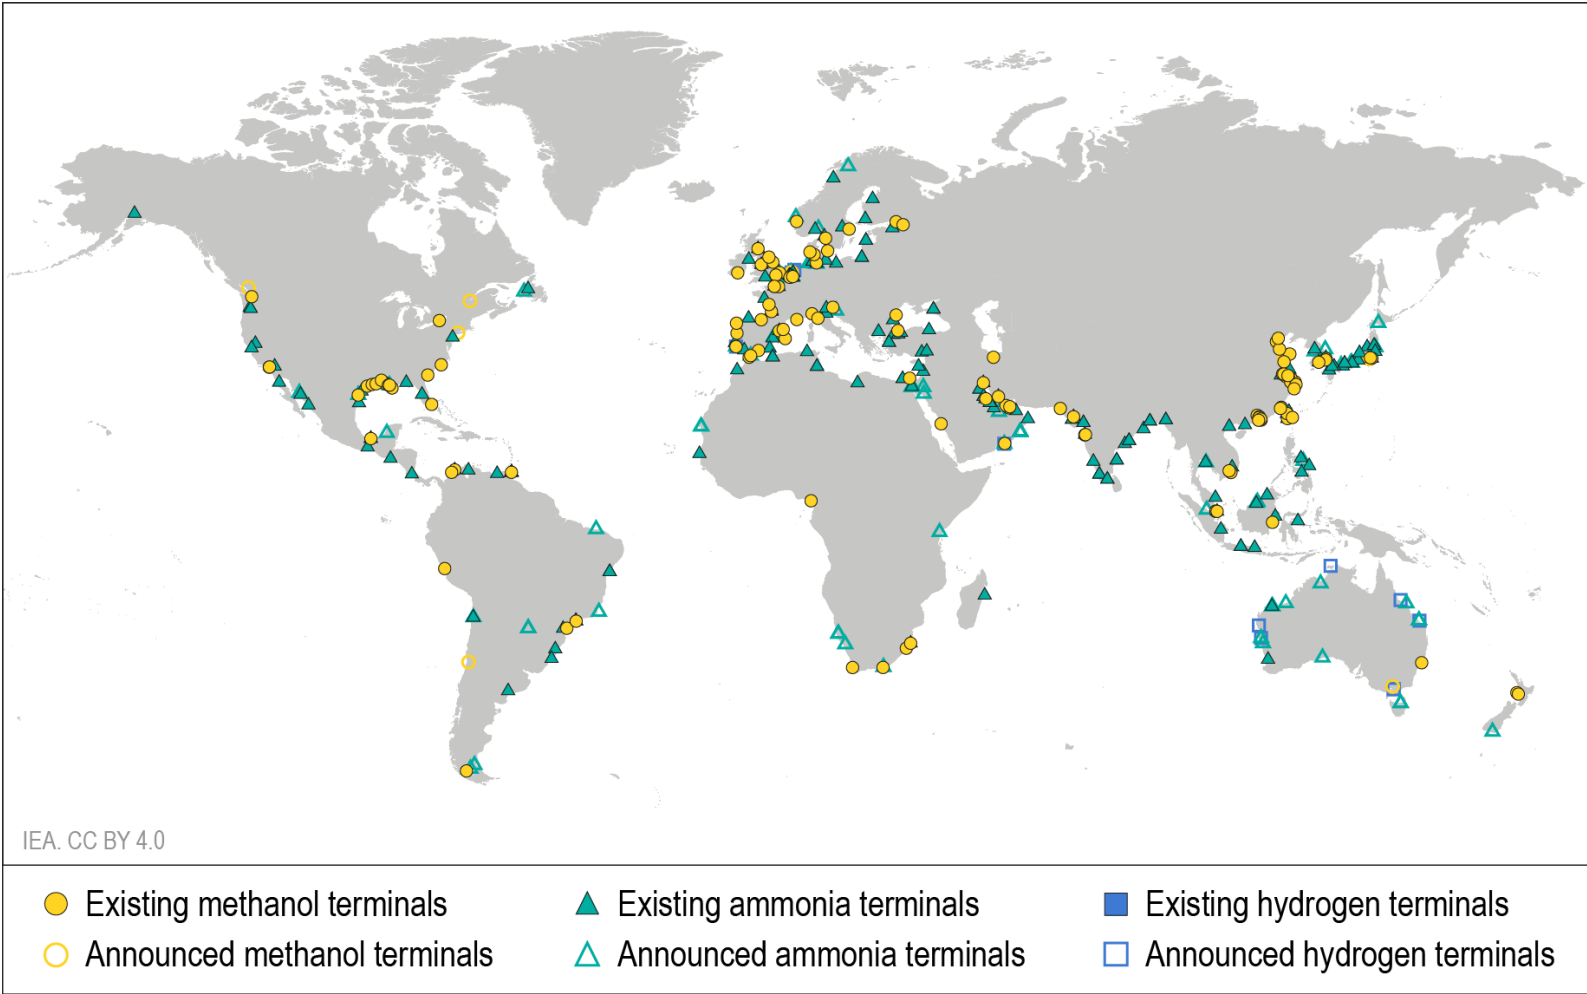 IEA. CC BY 4.0
Existing methanol terminals
Existing ammonia terminals
Existing hydrogen terminals
Announced methanol terminals
Announced ammonia terminals
Announced hydrogen terminals